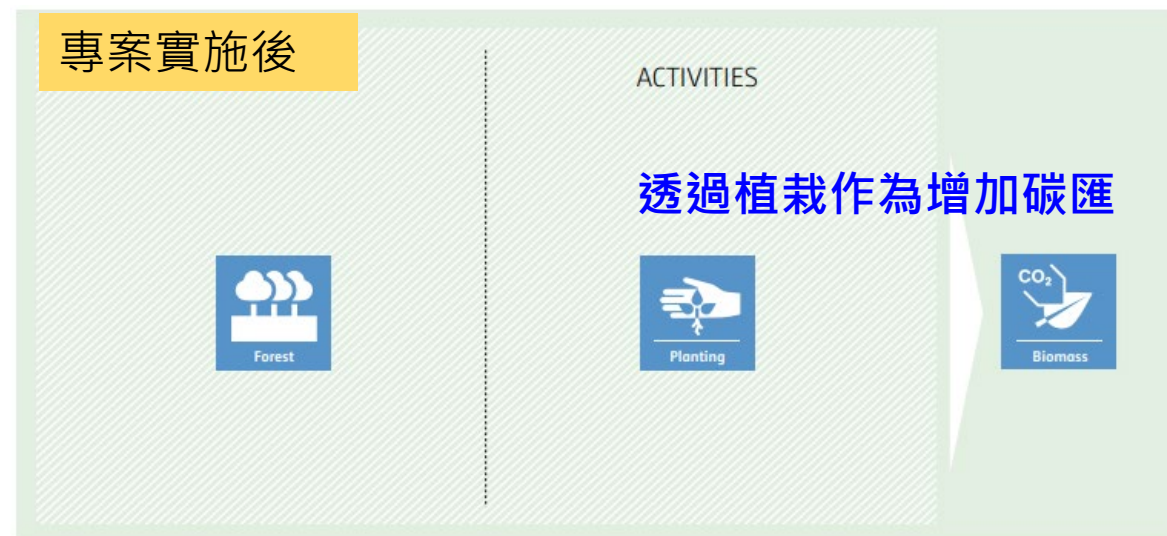 專案實施後
ACTIVITIES
透過植栽作為增加碳匯
Forest
Planting
CO₂
Biomass